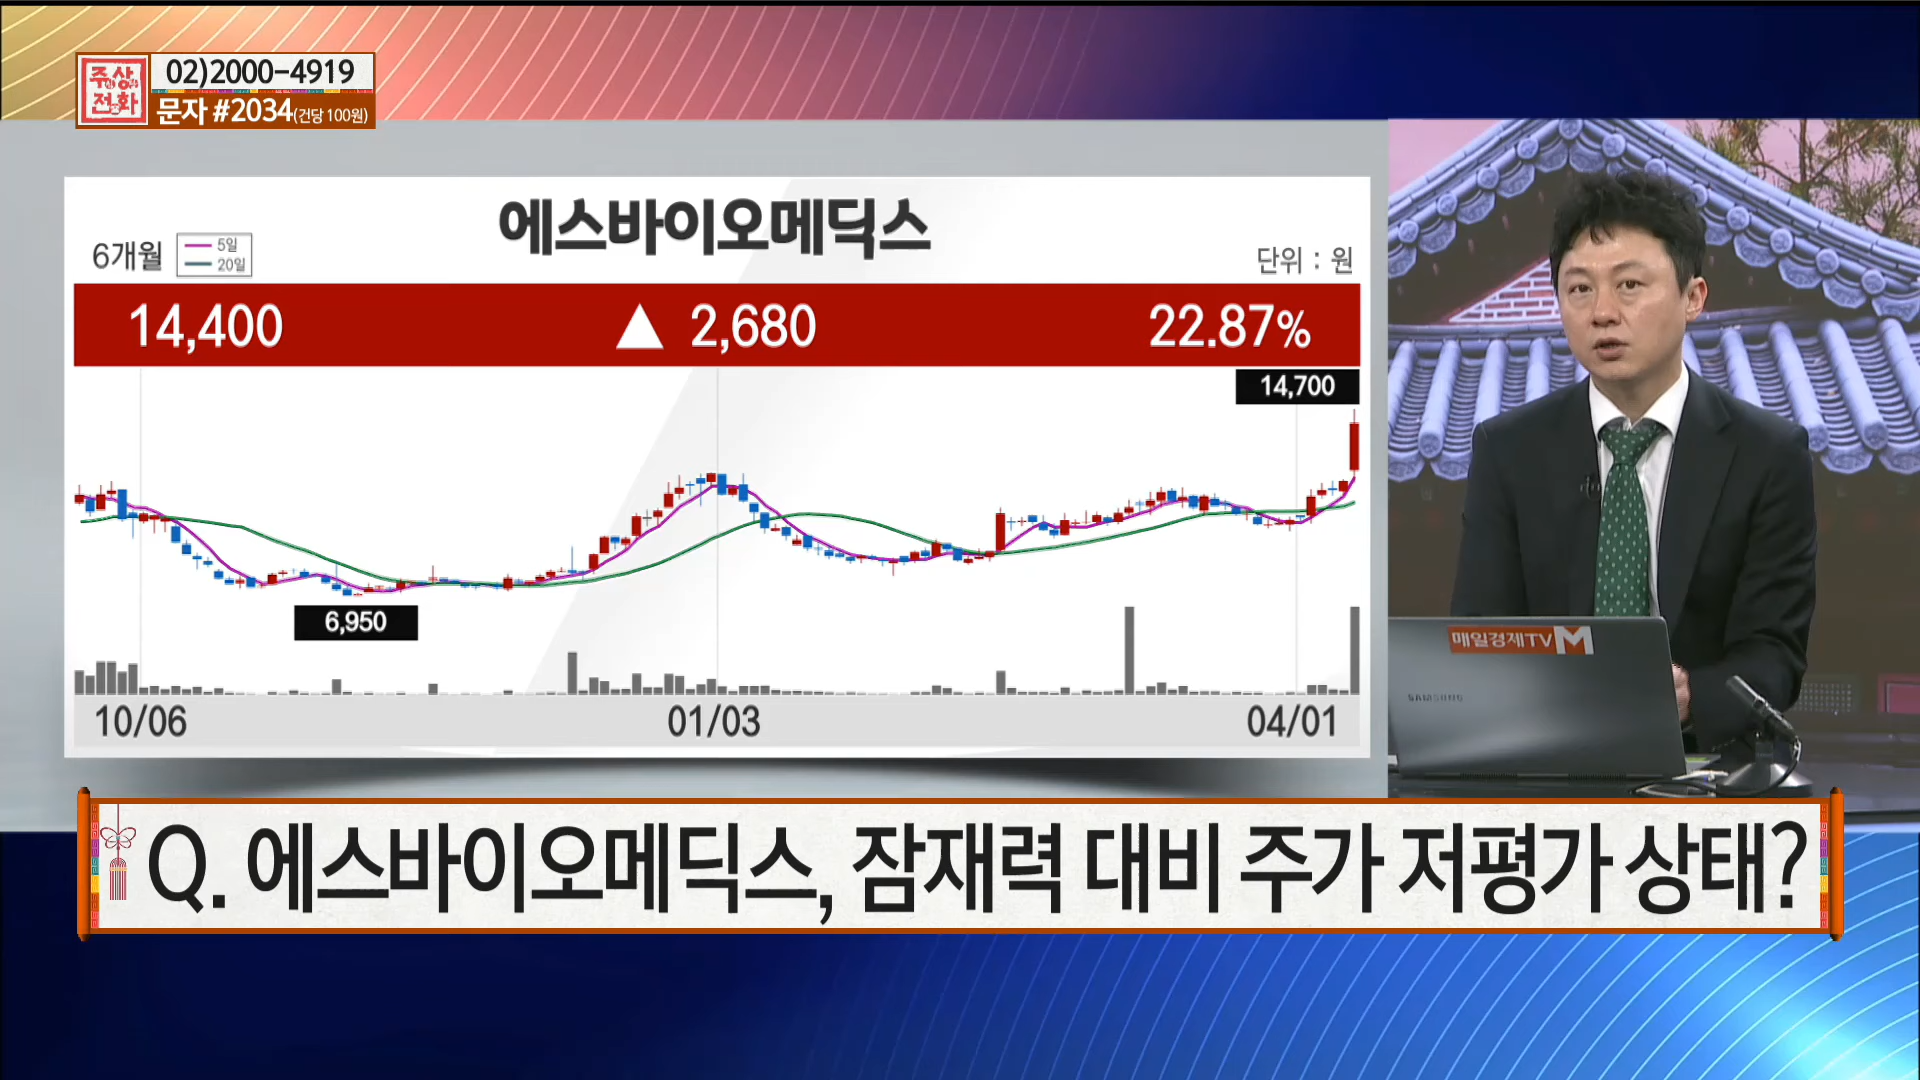 주상
전화
02)2000-4919
문자 #2034(건당 100원)
에스바이오메딕스
6개월
5일
20일
단위 : 원
14,400 ▲ 2,680 22.87%
14,700
6,950
10/06 01/03 04/01
매일경제TV M
SAMSUNG
Q. 에스바이오메딕스, 잠재력 대비 주가 저평가 상태?